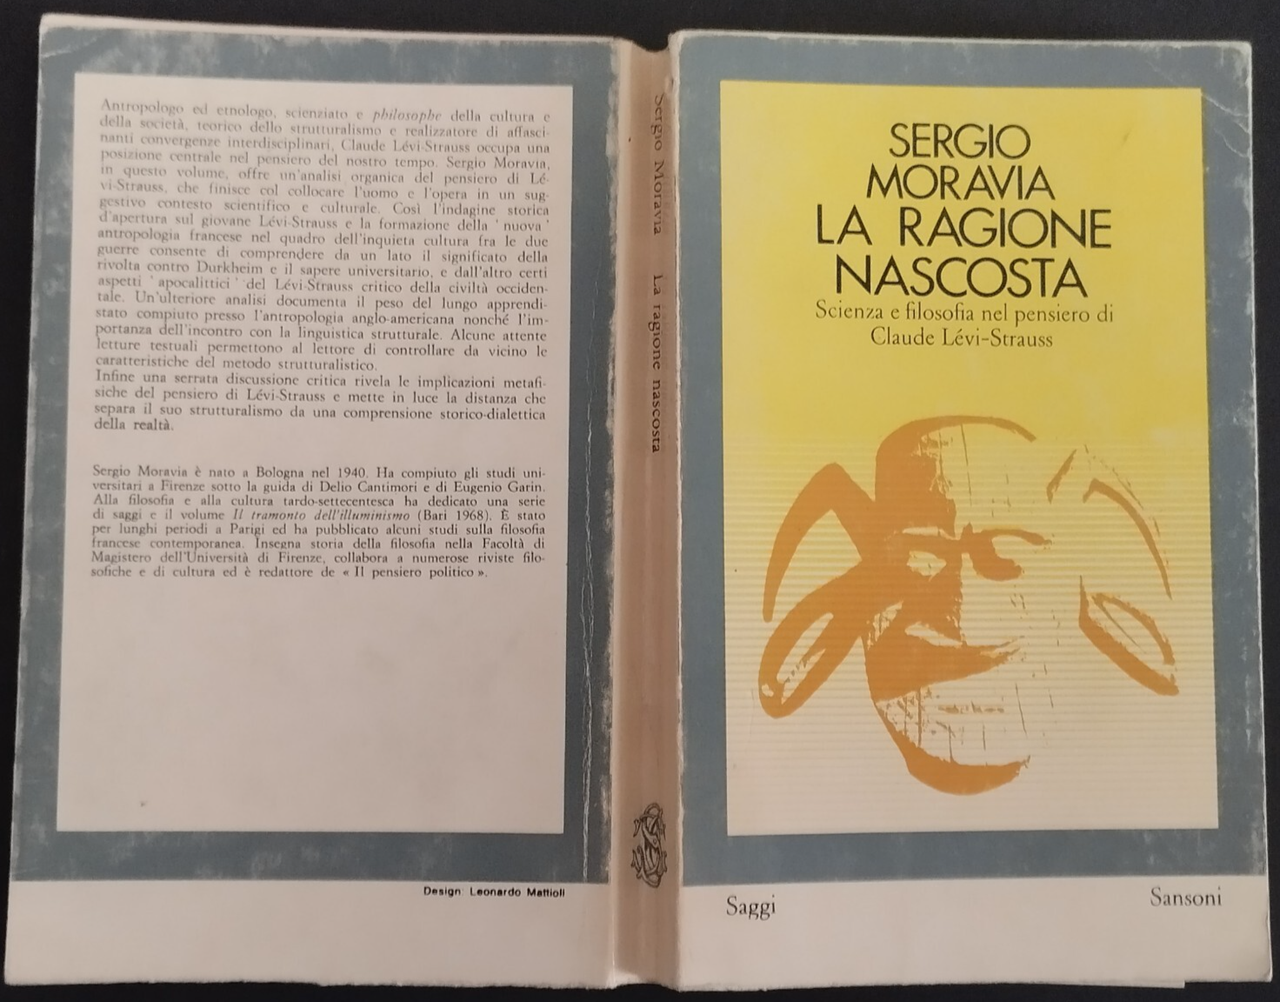 Antropologo ed etnologo, scienziato e philosophe della cultura e
della società, teorico dello strutturalismo e realizzatore di affasci-
nanti convergenze interdisciplinari, Claude Lévi-Strauss occupa una
posizione centrale nel pensiero del nostro tempo. Sergio Moravia,
in questo volume, offre un'analisi organica del pensiero di Lé-
vi-Strauss, che finisce col collocare l'uomo e l'opera in un sug-
gestivo contesto scientifico e culturale. Così l'indagine storica
d'apertura sul giovane Lévi-Strauss e la formazione della ' nuova '
antropologia francese nel quadro dell'inquieta cultura fra le due
guerre consente di comprendere da un lato il significato della
rivolta contro Durkheim e il sapere universitario, e dall'altro certi
aspetti ' apocalittici ' del Lévi-Strauss critico della civiltà occiden-
tale. Un'ulteriore analisi documenta il peso del lungo apprendi-
stato compiuto presso l'antropologia anglo-americana nonché l'im-
portanza dell'incontro con la linguistica strutturale. Alcune attente
letture testuali permettono al lettore di controllare da vicino le
caratteristiche del metodo strutturalistico.
Infine una serrata discussione critica rivela le implicazioni metafi-
siche del pensiero di Lévi-Strauss e mette in luce la distanza che
separa il suo strutturalismo da una comprensione storico-dialettica
della realtà.
Sergio Moravia è nato a Bologna nel 1940. Ha compiuto gli studi uni-
versitari a Firenze sotto la guida di Delio Cantimori e di Eugenio Garin.
Alla filosofia e alla cultura tardo-settecentesca ha dedicato una serie
di saggi e il volume Il tramonto dell'illuminismo (Bari 1968). È stato
per lunghi periodi a Parigi ed ha pubblicato alcuni studi sulla filosofia
francese contemporanea. Insegna storia della filosofia nella Facoltà di
Magistero dell'Università di Firenze, collabora a numerose riviste filo-
sofiche e di cultura ed è redattore de « Il pensiero politico ».
Design: Leonardo Mattioli
Sergio Moravia La ragione nascosta
SERGIO
MORAVIA
LA RAGIONE
NASCOSTA
Scienza e filosofia nel pensiero di
Claude Lévi-Strauss
Saggi
Sansoni